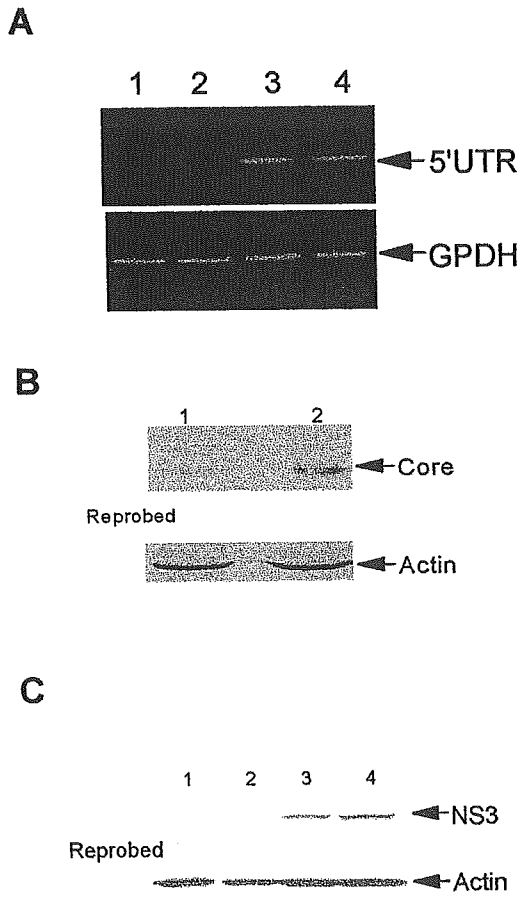 A
1 2 3 4
5'UTR
GPDH
B
1 2
Core
Reprobed
Actin
C
1 2 3 4
NS3
Reprobed
Actin